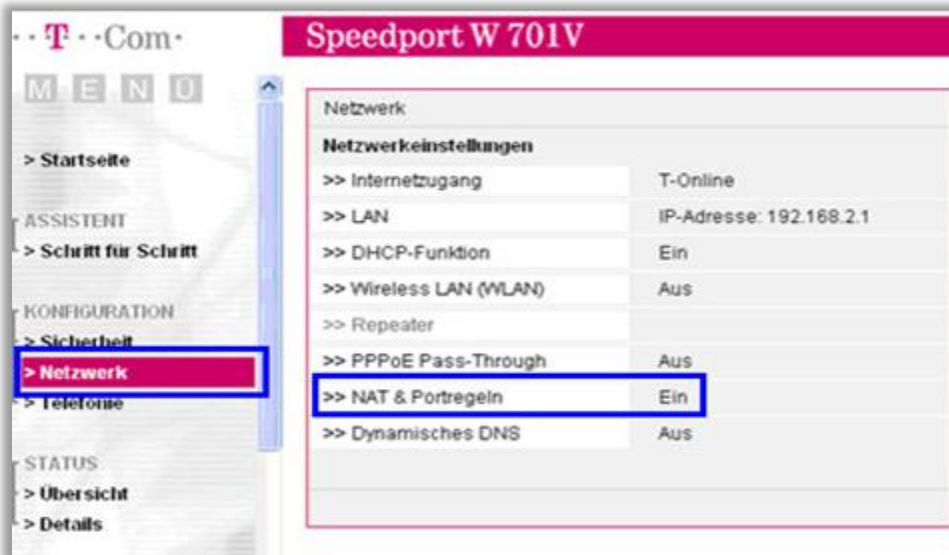 · · T · · Com ·
Speedport W 701V
MENÜ
> Startseite
ASSISTENT
> Schritt für Schritt
KONFIGURATION
> Sicherheit
> Netzwerk
> Telefonie
STATUS
> Übersicht
> Details
Netzwerk
Netzwerkeinstellungen
>> Internetzugang T-Online
>> LAN IP-Adresse: 192.168.2.1
>> DHCP-Funktion Ein
>> Wireless LAN (WLAN) Aus
>> Repeater
>> PPPoE Pass-Through Aus
>> NAT & Portregeln Ein
>> Dynamisches DNS Aus